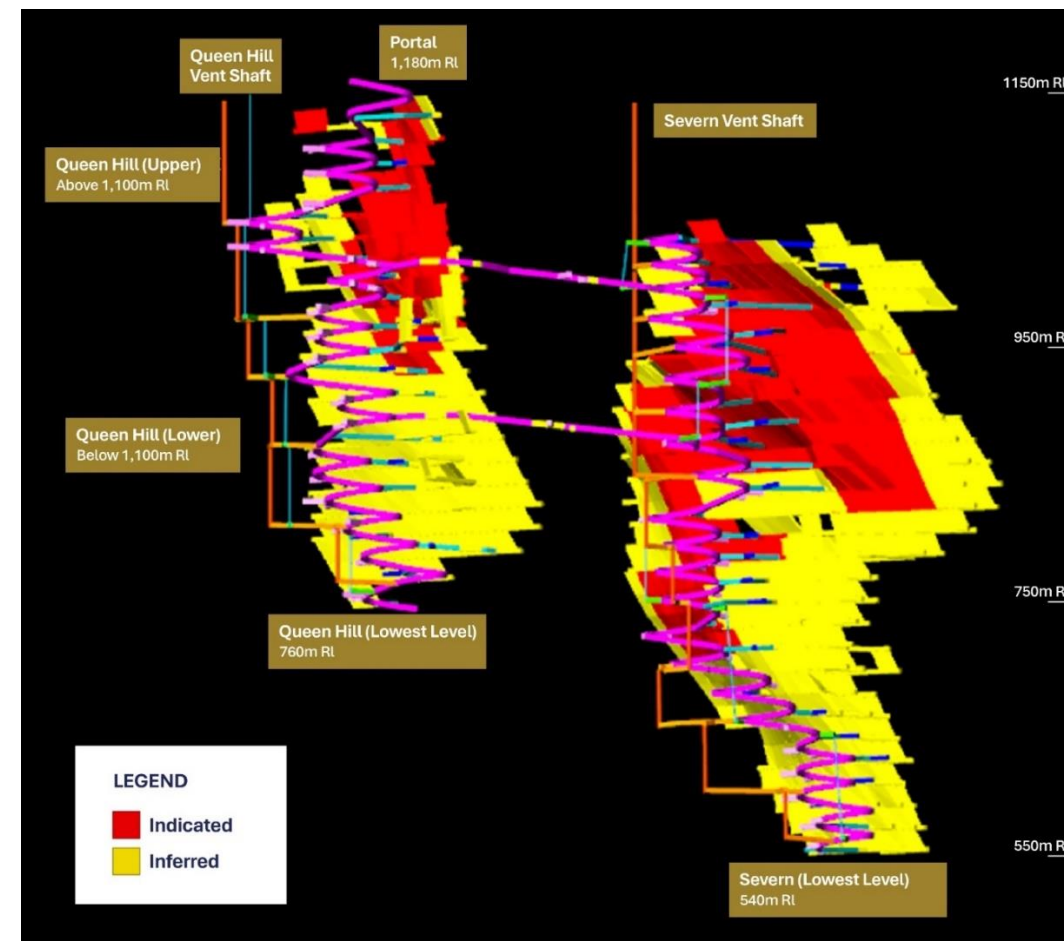 Portal
1,180m Rl
Queen Hill
Vent Shaft
1150m Rl
Severn Vent Shaft
Queen Hill (Upper)
Above 1,100m Rl
950m R
Queen Hill (Lower)
Below 1,100m Rl
750m R
Queen Hill (Lowest Level)
760m Rl
LEGEND
Indicated
Inferred
550m R
Severn (Lowest Level)
540m Rl